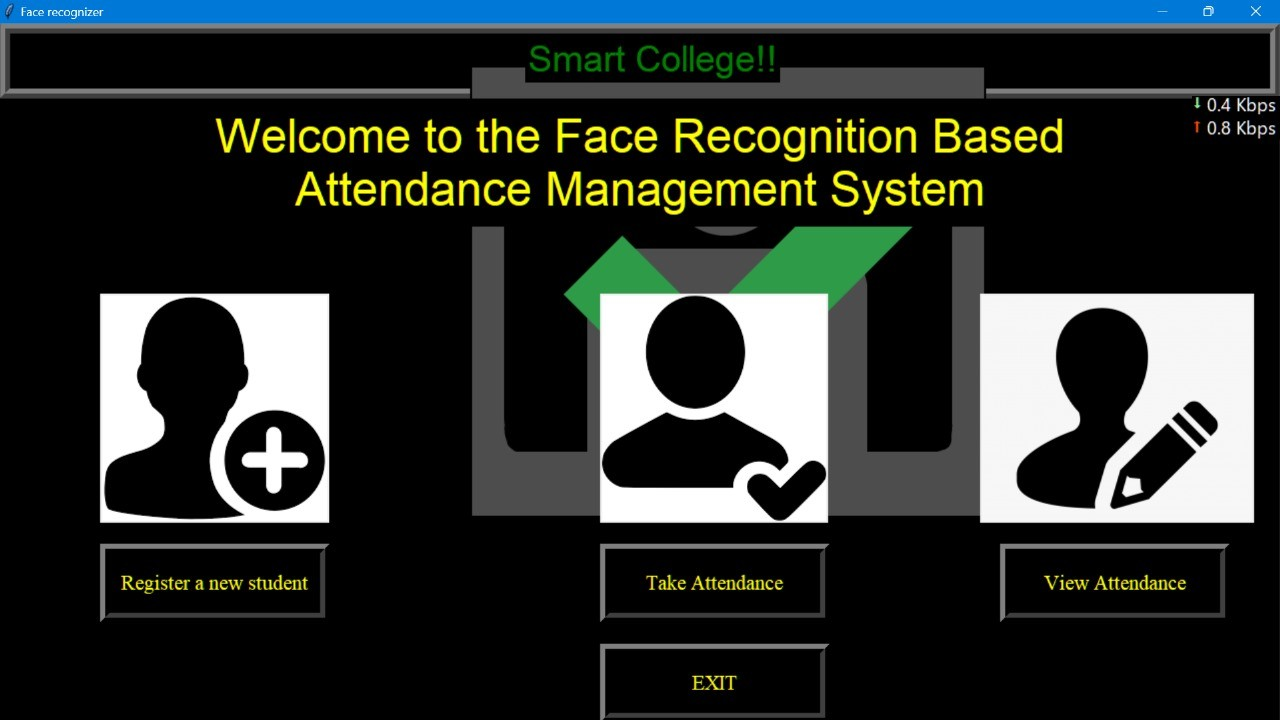 Face recognizer
Smart College!!
0.4 Kbps
0.8 Kbps
Welcome to the Face Recognition Based
Attendance Management System
Register a new student
Take Attendance
View Attendance
EXIT